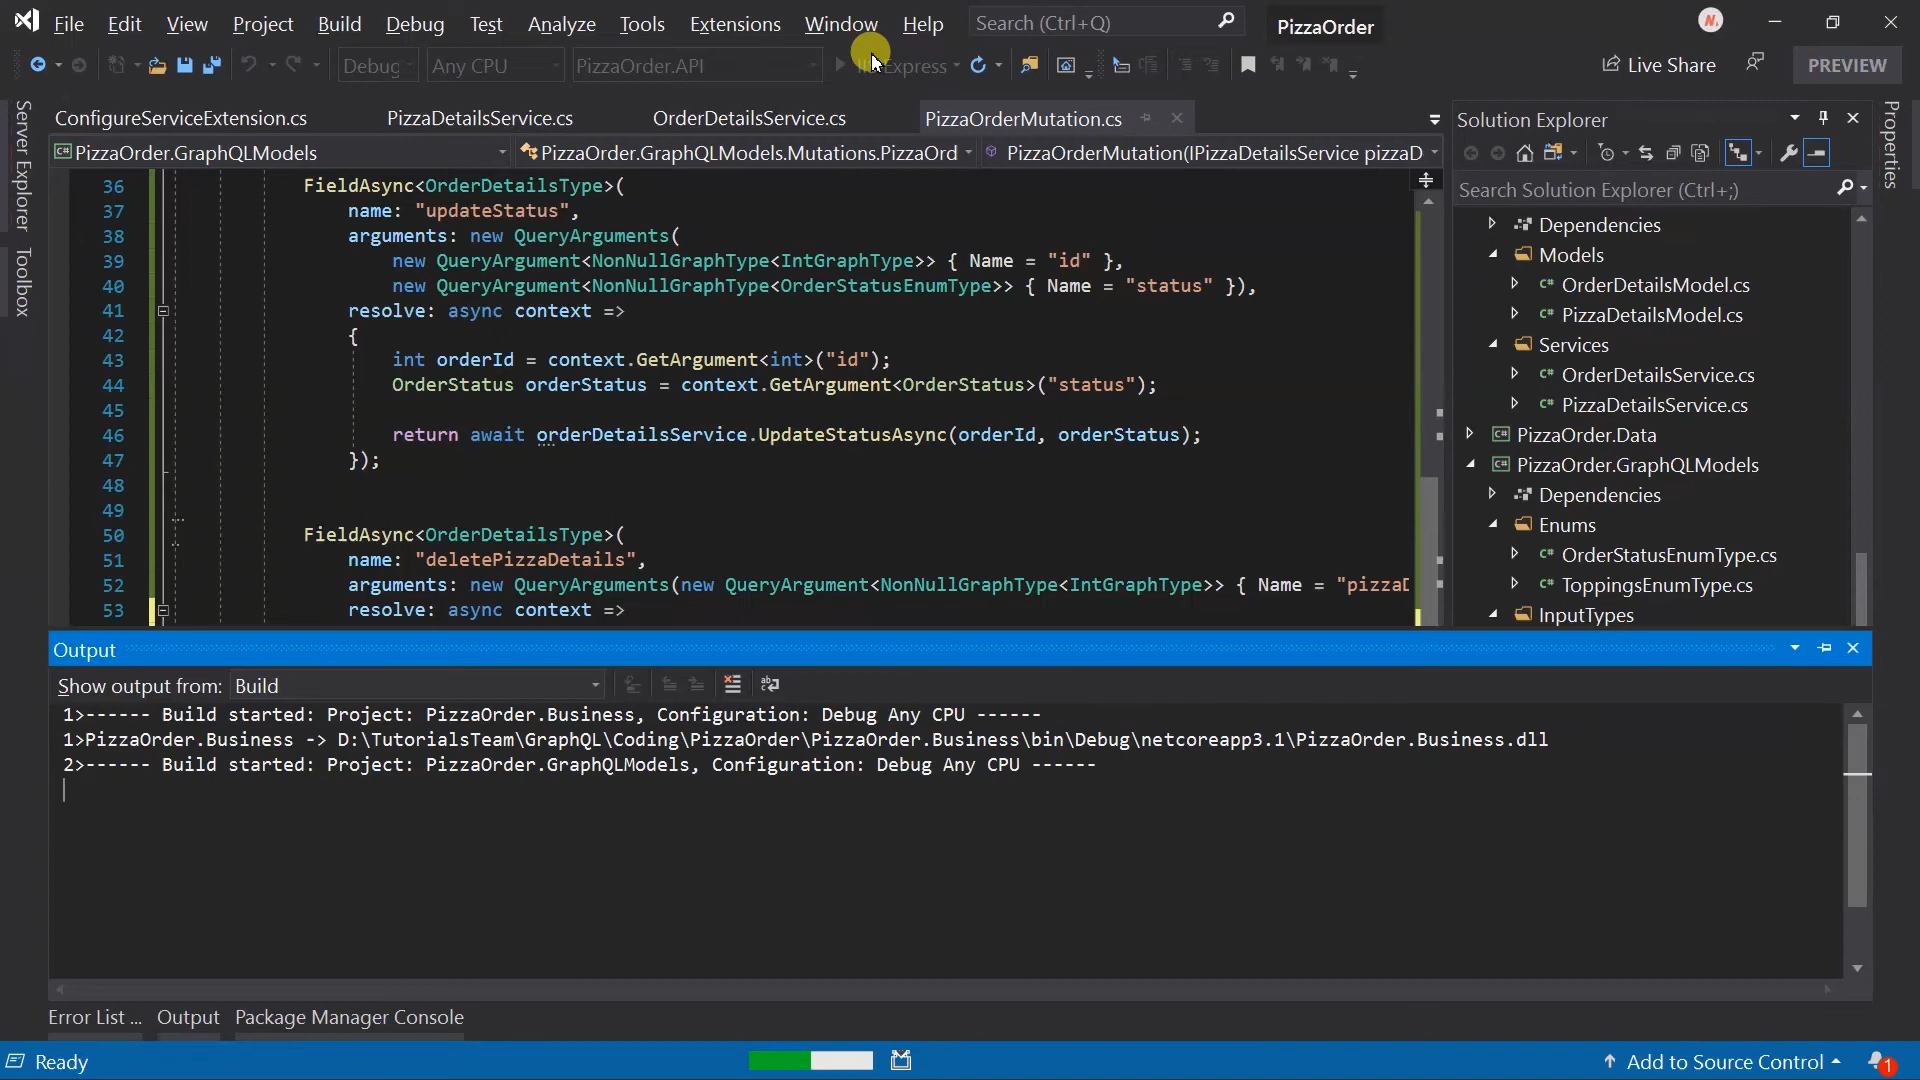 File Edit View Project Build Debug Test Analyze Tools Extensions Window Help Search (Ctrl+Q) PizzaOrder
Debug Any CPU PizzaOrder.API Express Live Share PREVIEW
ConfigureServiceExtension.cs PizzaDetailsService.cs OrderDetailsService.cs PizzaOrderMutation.cs
PizzaOrder.GraphQLModels PizzaOrder.GraphQLModels.Mutations.PizzaOrd PizzaOrderMutation(IPizzaDetailsService pizzaD
36 FieldAsync<OrderDetailsType>(
37 name: "updateStatus",
38 arguments: new QueryArguments(
39 new QueryArgument<NonNullGraphType<IntGraphType>> { Name = "id" },
40 new QueryArgument<NonNullGraphType<OrderStatusEnumType>> { Name = "status" }),
41 resolve: async context =>
42 {
43 int orderId = context.GetArgument<int>("id");
44 OrderStatus orderStatus = context.GetArgument<OrderStatus>("status");
45
46 return await orderDetailsService.UpdateStatusAsync(orderId, orderStatus);
47 });
48
49
50 FieldAsync<OrderDetailsType>(
51 name: "deletePizzaDetails",
52 arguments: new QueryArguments(new QueryArgument<NonNullGraphType<IntGraphType>> { Name = "pizzaD
53 resolve: async context =>
Server Explorer
Toolbox
Solution Explorer
Search Solution Explorer (Ctrl+;)
Dependencies
Models
C# OrderDetailsModel.cs
C# PizzaDetailsModel.cs
Services
C# OrderDetailsService.cs
C# PizzaDetailsService.cs
C# PizzaOrder.Data
C# PizzaOrder.GraphQLModels
Dependencies
Enums
C# OrderStatusEnumType.cs
C# ToppingsEnumType.cs
InputTypes
Properties
Output
Show output from: Build
1>------ Build started: Project: PizzaOrder.Business, Configuration: Debug Any CPU ------
1>PizzaOrder.Business -> D:\TutorialsTeam\GraphQL\Coding\PizzaOrder\PizzaOrder.Business\bin\Debug\netcoreapp3.1\PizzaOrder.Business.dll
2>------ Build started: Project: PizzaOrder.GraphQLModels, Configuration: Debug Any CPU ------
Error List ... Output Package Manager Console
Ready Add to Source Control 1